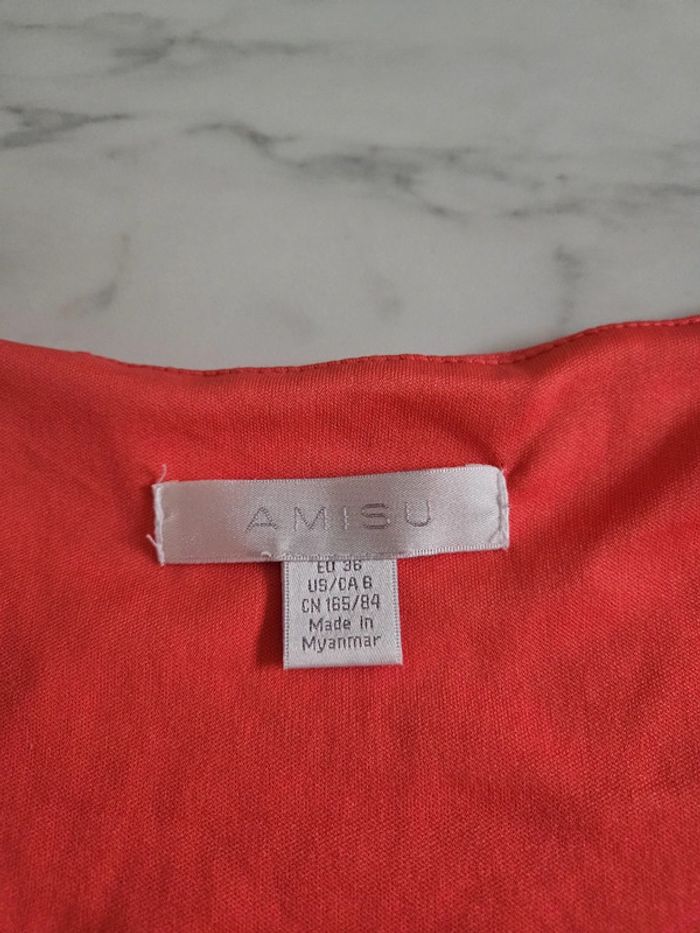 AMISU
EU 36
US/CA 6
CN 165/84
Made in
Myanmar